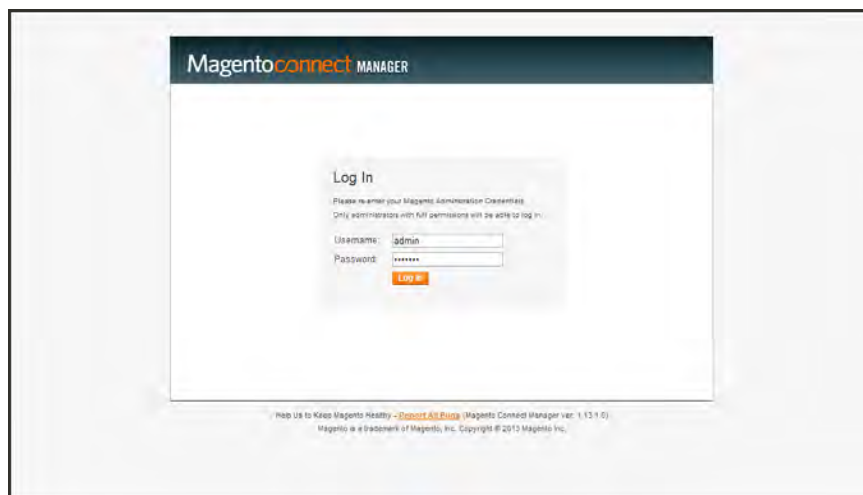 Magentoconnect MANAGER
Log In
Please re-enter your Magento Administration Credentials.
Only administrators with full permissions will be able to log in.
Username:
admin
Password:
•••••••
Log in
Help Us to Keep Magento Healthy - Report All Bugs (Magento Connect Manager ver. 1.13.1.0)
Magento is a trademark of Magento, Inc. Copyright © 2013 Magento Inc.